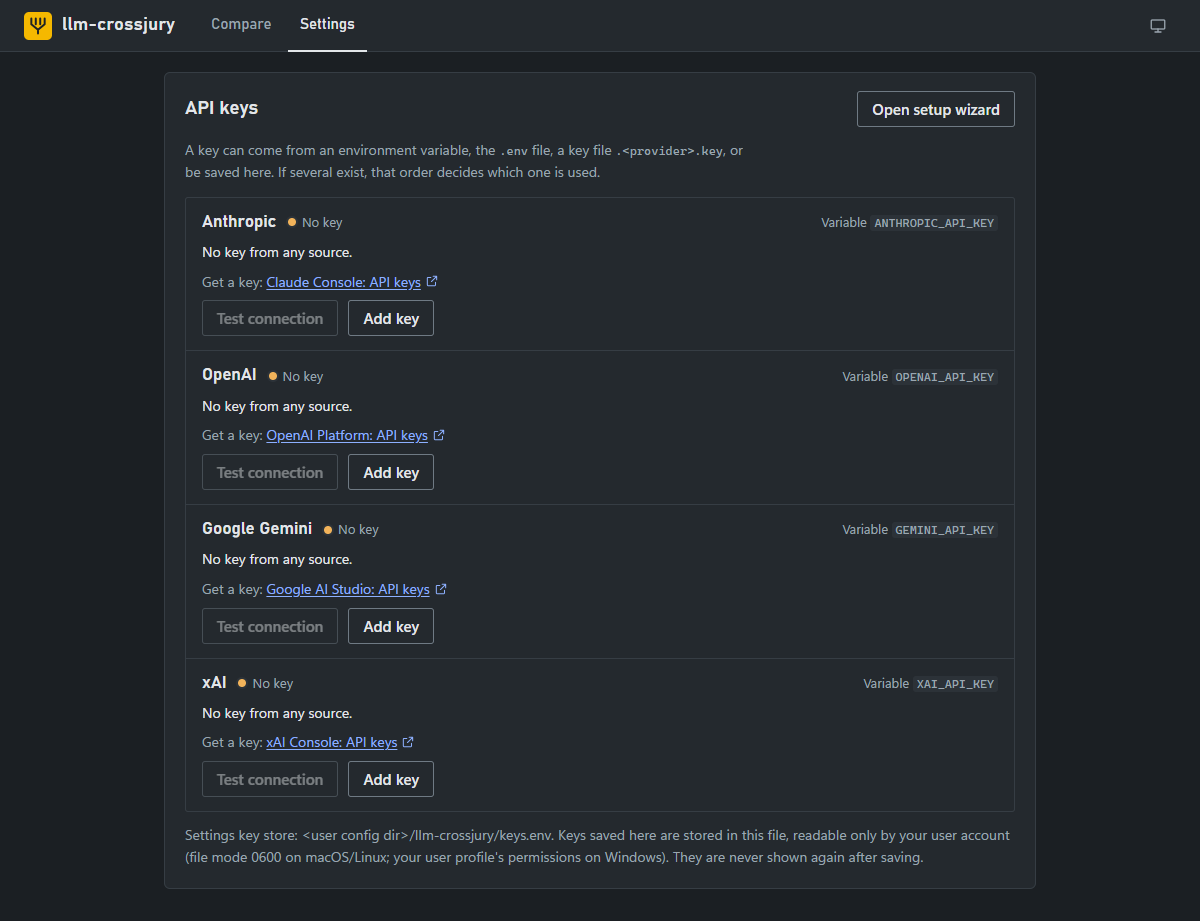 llm-crossjury Compare Settings
API keys Open setup wizard
A key can come from an environment variable, the .env file, a key file .<provider>.key, or
be saved here. If several exist, that order decides which one is used.
Anthropic No key Variable ANTHROPIC_API_KEY
No key from any source.
Get a key: Claude Console: API keys
Test connection Add key
OpenAI No key Variable OPENAI_API_KEY
No key from any source.
Get a key: OpenAI Platform: API keys
Test connection Add key
Google Gemini No key Variable GEMINI_API_KEY
No key from any source.
Get a key: Google AI Studio: API keys
Test connection Add key
xAI No key Variable XAI_API_KEY
No key from any source.
Get a key: xAI Console: API keys
Test connection Add key
Settings key store: <user config dir>/llm-crossjury/keys.env. Keys saved here are stored in this file, readable only by your user account
(file mode 0600 on macOS/Linux; your user profile's permissions on Windows). They are never shown again after saving.